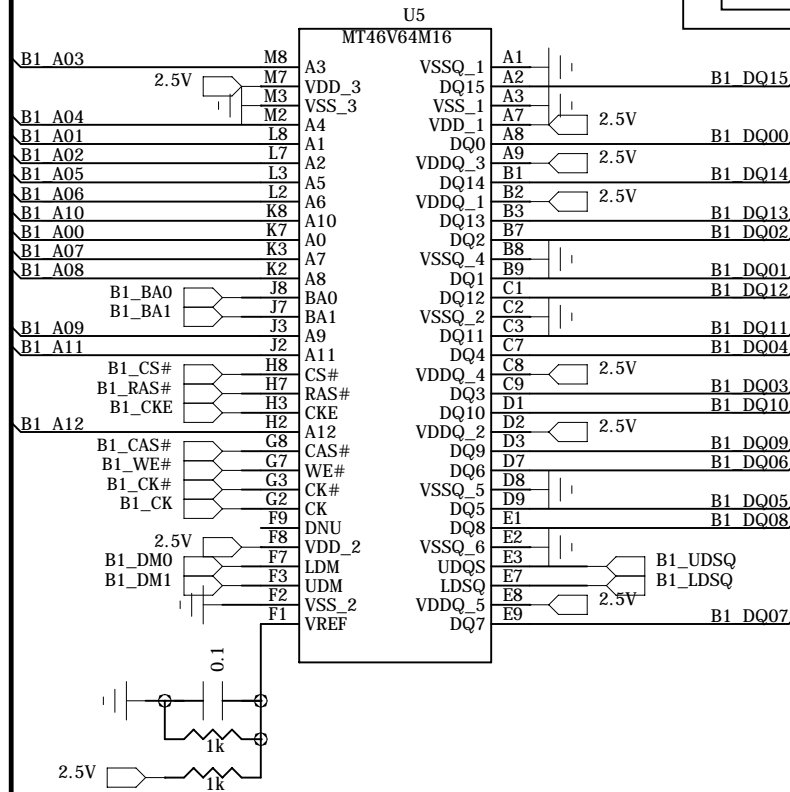 U5
MT46V64M16
B1_A03 M8 A3
2.5V M7 VDD_3
M3 VSS_3
B1_A04 M2 A4
B1_A01 L8 A1
B1_A02 L7 A2
B1_A05 L3 A5
B1_A06 L2 A6
B1_A10 K8 A10
B1_A00 K7 A0
B1_A07 K3 A7
B1_A08 K2 A8
B1_BA0 J8 BA0
B1_BA1 J7 BA1
B1_A09 J3 A9
B1_A11 J2 A11
B1_CS# H8 CS#
B1_RAS# H7 RAS#
B1_CKE H3 CKE
B1_A12 H2 A12
B1_CAS# G8 CAS#
B1_WE# G7 WE#
B1_CK# G3 CK#
B1_CK G2 CK
F9 DNU
2.5V F8 VDD_2
B1_DM0 F7 LDM
B1_DM1 F3 UDM
F2 VSS_2
F1 VREF
VSSQ_1 A1
DQ15 A2 B1_DQ15
VSS_1 A3
VDD_1 A7 2.5V
DQ0 A8 B1_DQ00
VDDQ_3 A9 2.5V
DQ14 B1 B1_DQ14
VDDQ_1 B2 2.5V
DQ13 B3 B1_DQ13
DQ2 B7 B1_DQ02
VSSQ_4 B8
DQ1 B9 B1_DQ01
DQ12 C1 B1_DQ12
VSSQ_2 C2
DQ11 C3 B1_DQ11
DQ4 C7 B1_DQ04
VDDQ_4 C8 2.5V
DQ3 C9 B1_DQ03
DQ10 D1 B1_DQ10
VDDQ_2 D2 2.5V
DQ9 D3 B1_DQ09
DQ6 D7 B1_DQ06
VSSQ_5 D8
DQ5 D9 B1_DQ05
DQ8 E1 B1_DQ08
VSSQ_6 E2
UDQS E3 B1_UDSQ
LDSQ E7 B1_LDSQ
VDDQ_5 E8 2.5V
DQ7 E9 B1_DQ07
0.1
1k
2.5V
1k